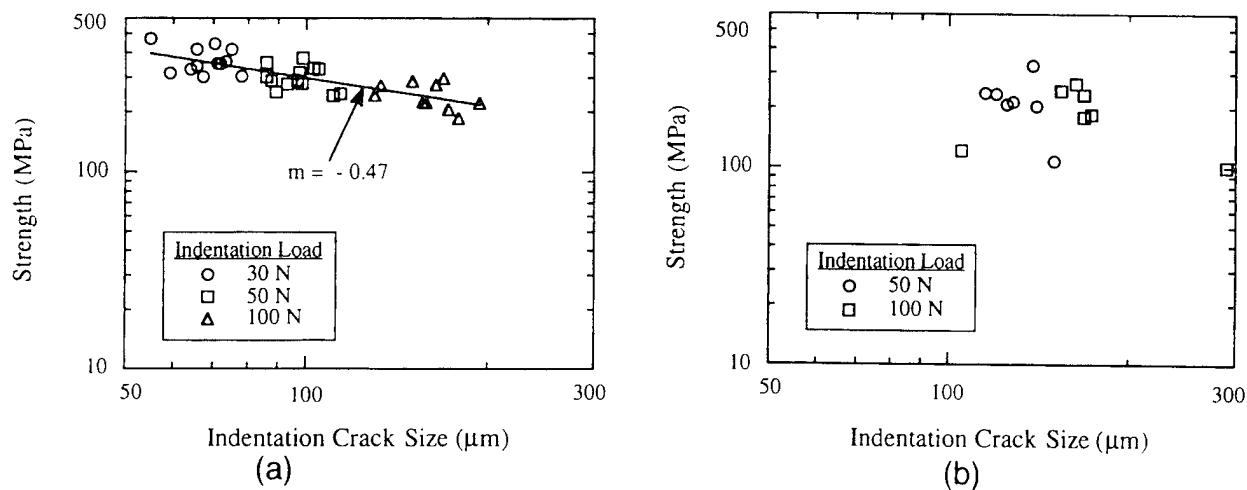 500
100
10
Strength (MPa)
m = - 0.47
Indentation Load
30 N
50 N
100 N
50
100
300
Indentation Crack Size (μm)
(a)
500
100
10
Strength (MPa)
Indentation Load
50 N
100 N
50
100
300
Indentation Crack Size (μm)
(b)